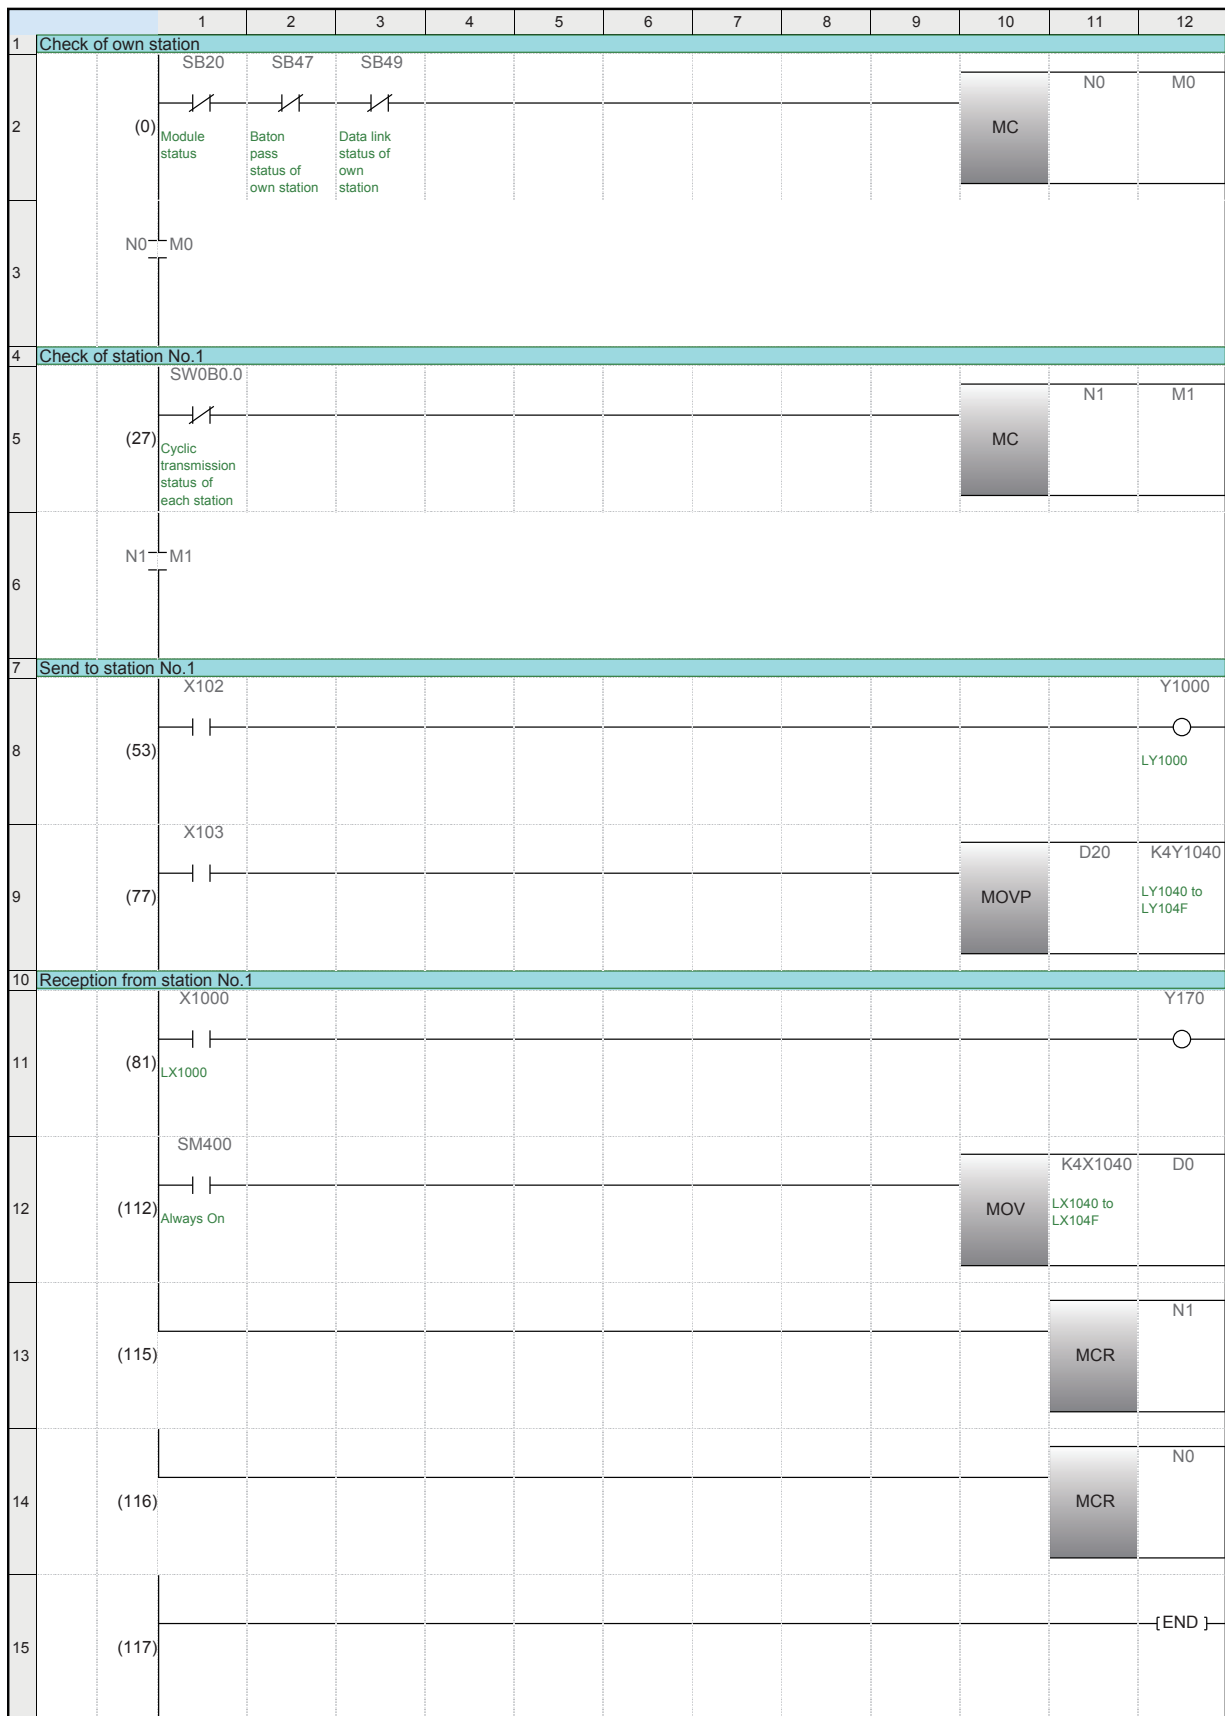 1 2 3 4 5 6 7 8 9 10 11 12
1 Check of own station
SB20 SB47 SB49 N0 M0
2 (0) MC
Module
status
Baton
pass
status of
own station
Data link
status of
own
station
N0 M0
3
4 Check of station No.1
SW0B0.0 N1 M1
5 (27) MC
Cyclic
transmission
status of
each station
N1 M1
6
7 Send to station No.1
X102 Y1000
8 (53)
LY1000
X103 D20 K4Y1040
9 (77) MOVP
LY1040 to
LY104F
10 Reception from station No.1
X1000 Y170
11 (81)
LX1000
SM400 K4X1040 D0
12 (112) MOV
Always On
LX1040 to
LX104F
N1
13 (115) MCR
N0
14 (116) MCR
[END]
15 (117)